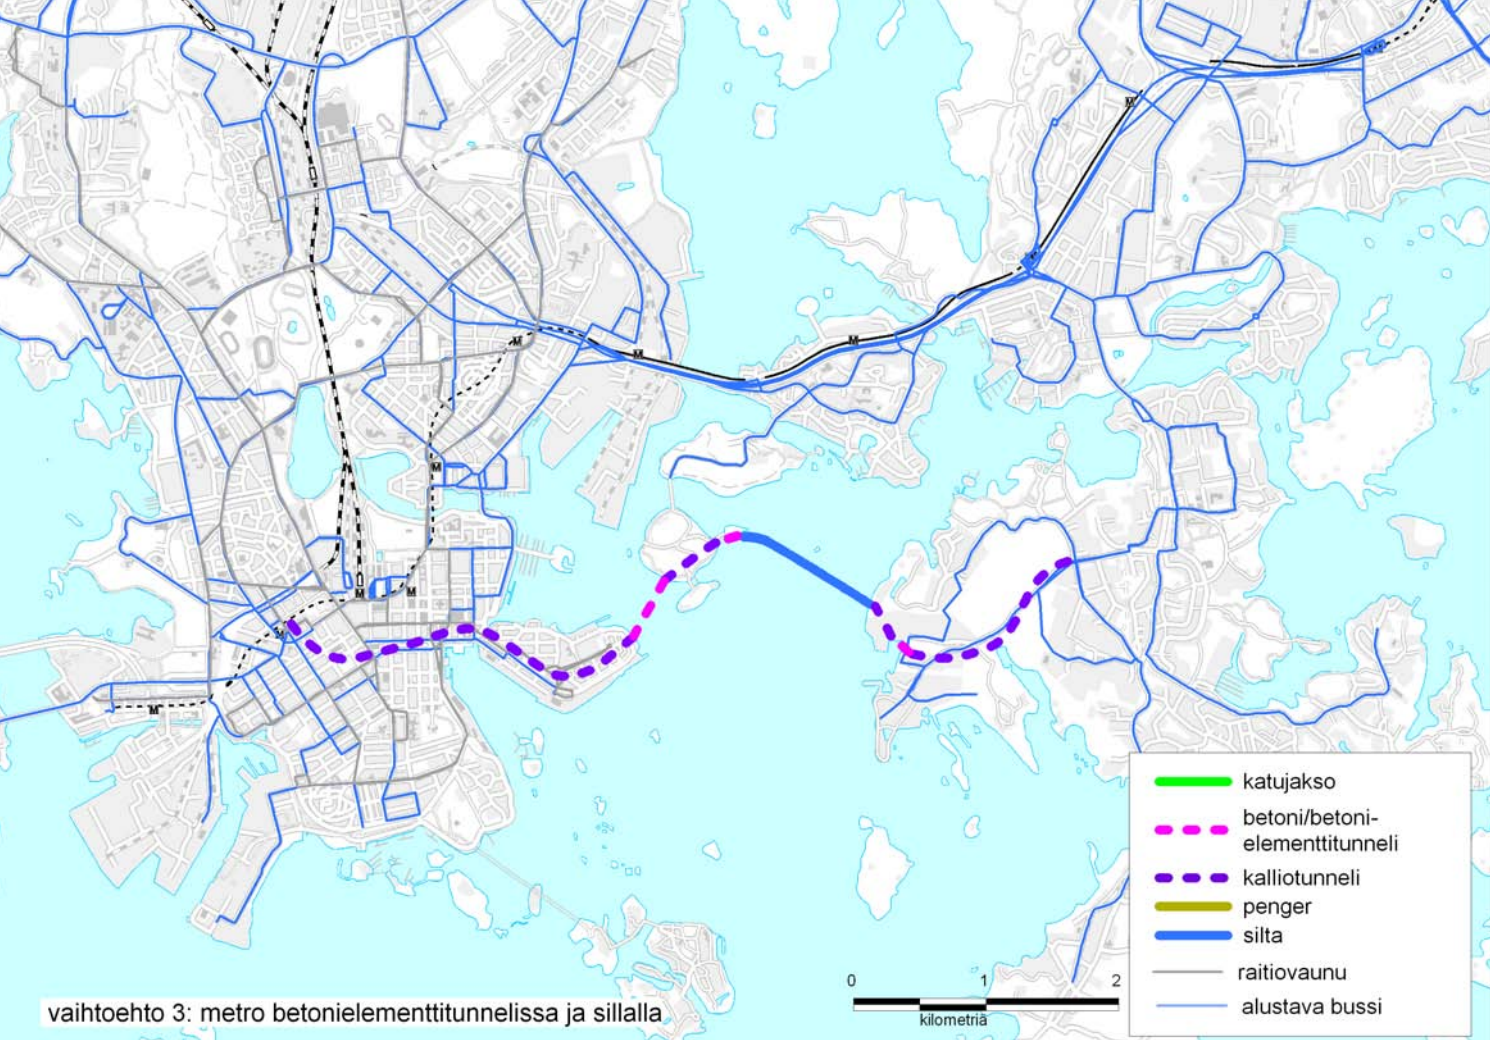 M
M
M
M
M
M
M
M
M
katujakso
betoni/betoni-
elementtitunneli
kalliotunneli
penger
silta
raitiovaunu
alustava bussi
0 1 2
kilometriä
vaihtoehto 3: metro betonielementtitunnelissa ja sillalla